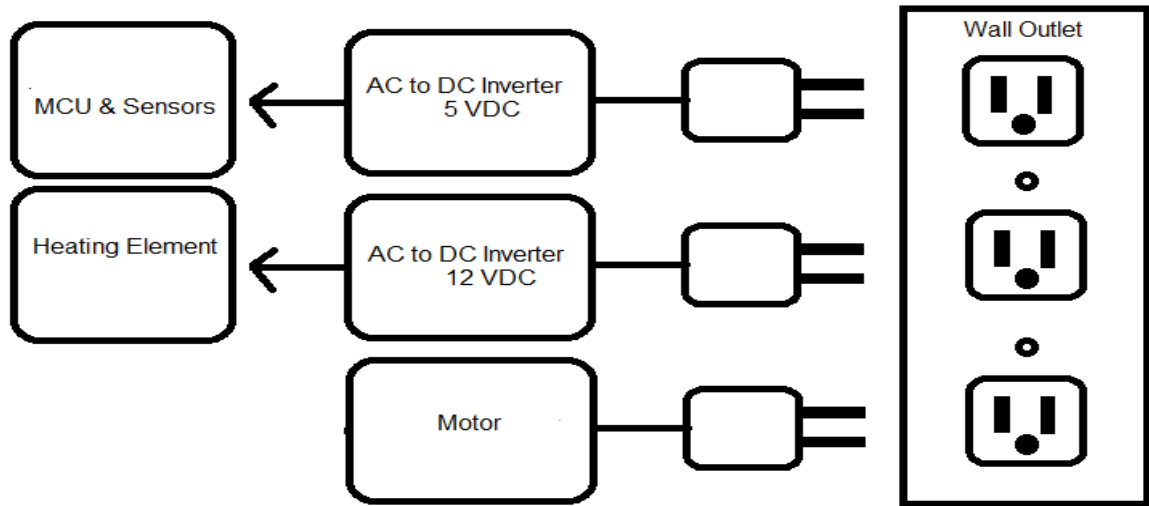 Wall Outlet
MCU & Sensors
AC to DC Inverter
5 VDC
Heating Element
AC to DC Inverter
12 VDC
Motor